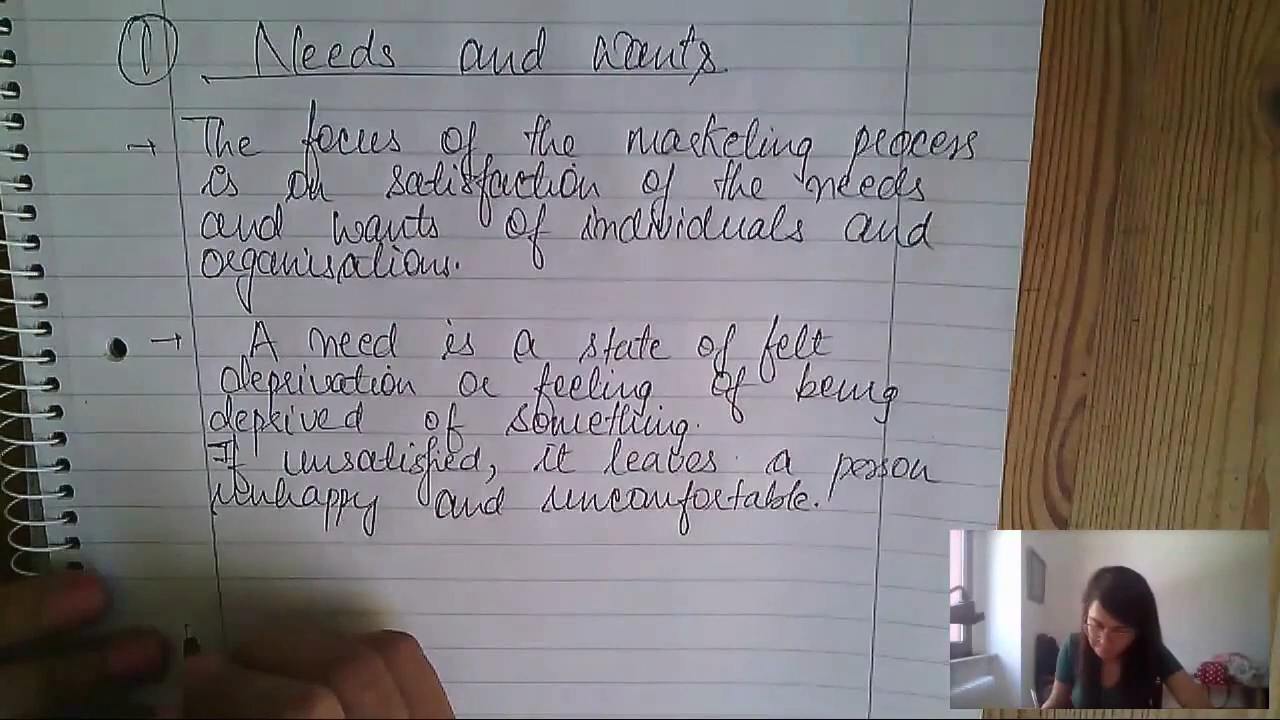 ① Needs and Wants
→ The focus of the marketing process
is on satisfaction of the needs
and wants of individuals and
organisations.
→ A need is a state of felt
deprivation or feeling of being
deprived of something.
If unsatisfied, it leaves a person
unhappy and uncomfortable.